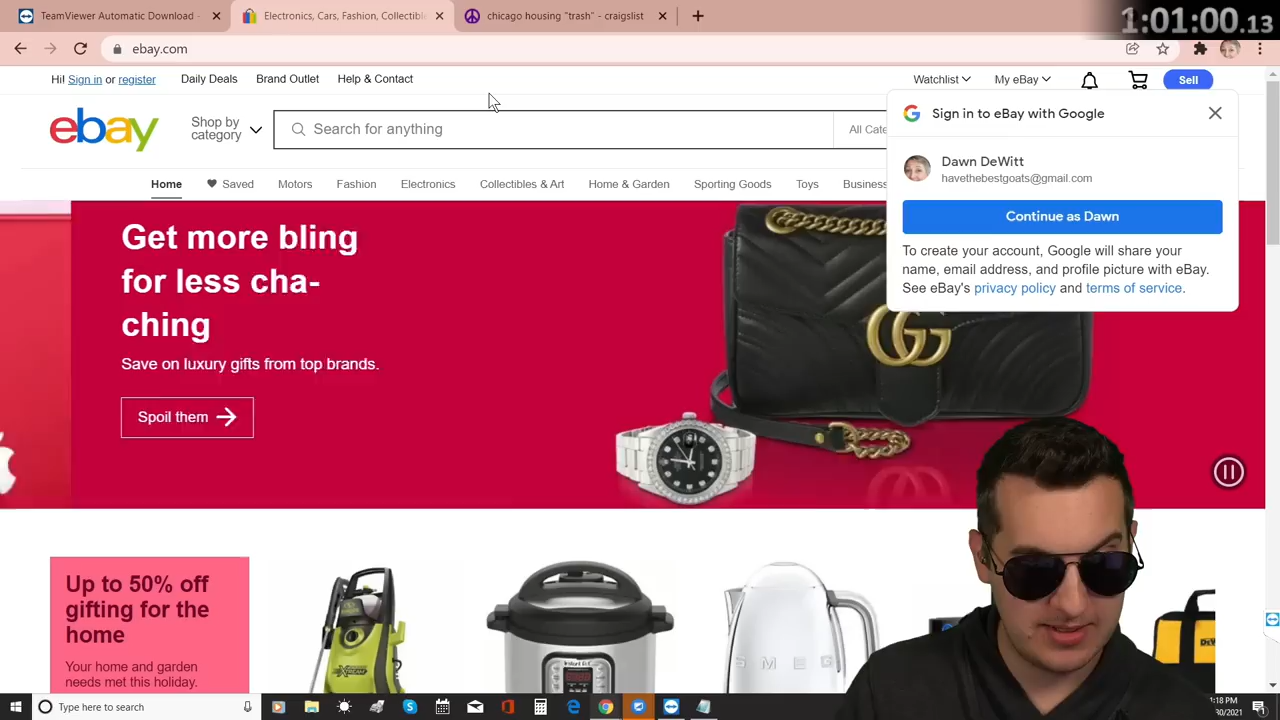 TeamViewer Automatic Download -
Electronics, Cars, Fashion, Collectible
chicago housing "trash" - craigslist
1:01:00.13
ebay.com
Hi! Sign in or register
Daily Deals
Brand Outlet
Help & Contact
Watchlist
My eBay
Sell
ebay
Shop by
category
Search for anything
All Cate
Sign in to eBay with Google
Dawn DeWitt
havethebestgoats@gmail.com
Continue as Dawn
To create your account, Google will share your
name, email address, and profile picture with eBay.
See eBay's privacy policy and terms of service.
Home
Saved
Motors
Fashion
Electronics
Collectibles & Art
Home & Garden
Sporting Goods
Toys
Business
Get more bling
for less cha-
ching
Save on luxury gifts from top brands.
Spoil them
Up to 50% off
gifting for the
home
Your home and garden
needs met this holiday.
Instant Pot
SMEG
Type here to search
:18 PM
/30/2021